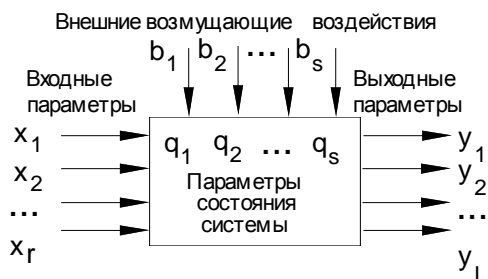 Внешние возмущающие воздействия
b1 b2 ... bs
Входные параметры
Выходные параметры
x1
q1 q2 ... qs
y1
x2
Параметры состояния системы
y2
...
...
xr
yL